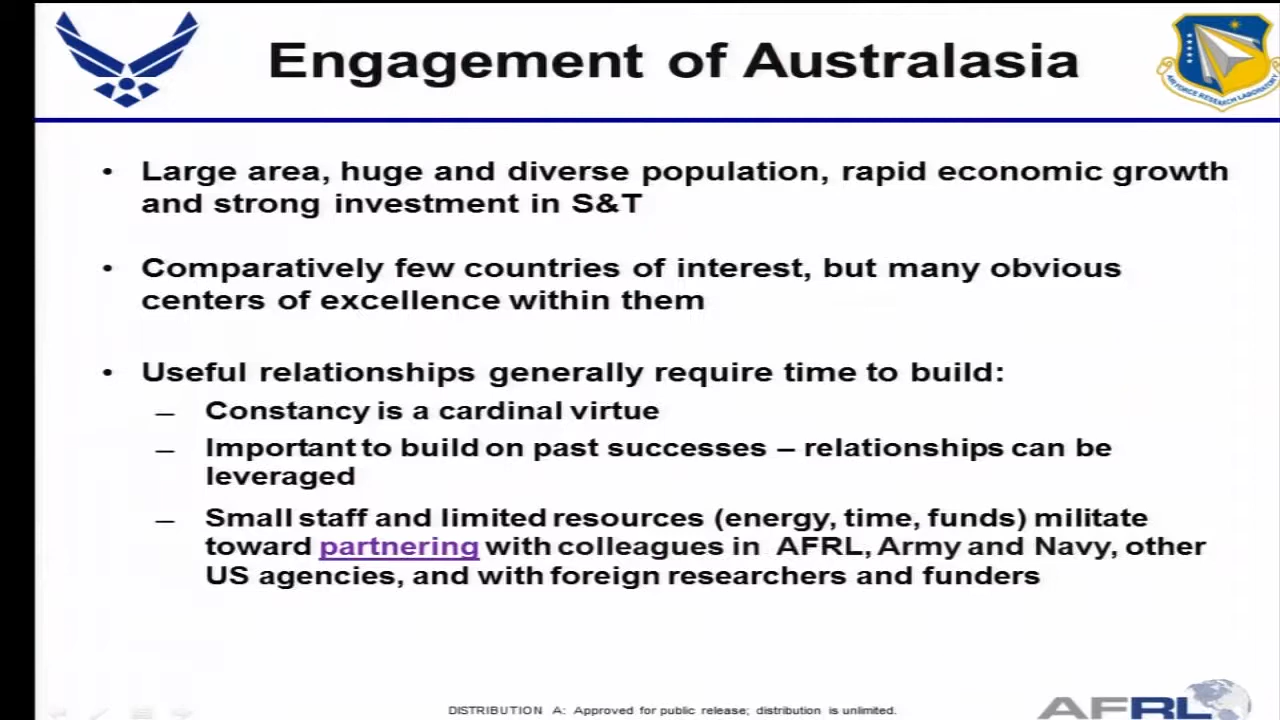 Engagement of Australasia
AIR FORCE RESEARCH LABORATORY
• Large area, huge and diverse population, rapid economic growth
and strong investment in S&T
• Comparatively few countries of interest, but many obvious
centers of excellence within them
• Useful relationships generally require time to build:
– Constancy is a cardinal virtue
– Important to build on past successes – relationships can be
leveraged
– Small staff and limited resources (energy, time, funds) militate
toward partnering with colleagues in AFRL, Army and Navy, other
US agencies, and with foreign researchers and funders
DISTRIBUTION A: Approved for public release; distribution is unlimited.
AFRL